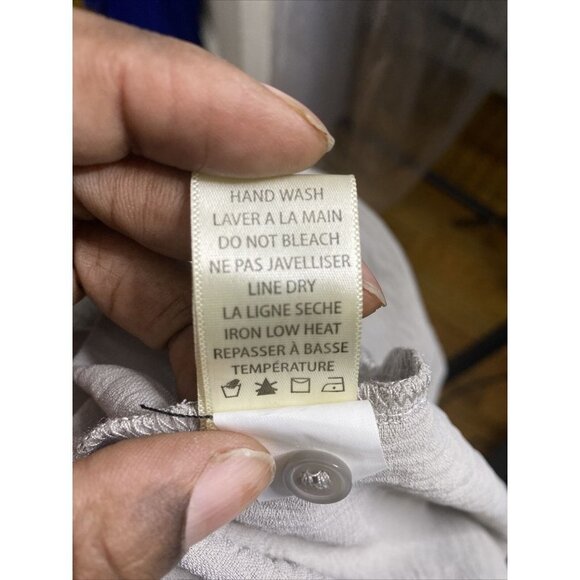 HAND WASH
LAVER A LA MAIN
DO NOT BLEACH
NE PAS JAVELLISER
LINE DRY
LA LIGNE SECHE
IRON LOW HEAT
REPASSER À BASSE
TEMPÉRATURE